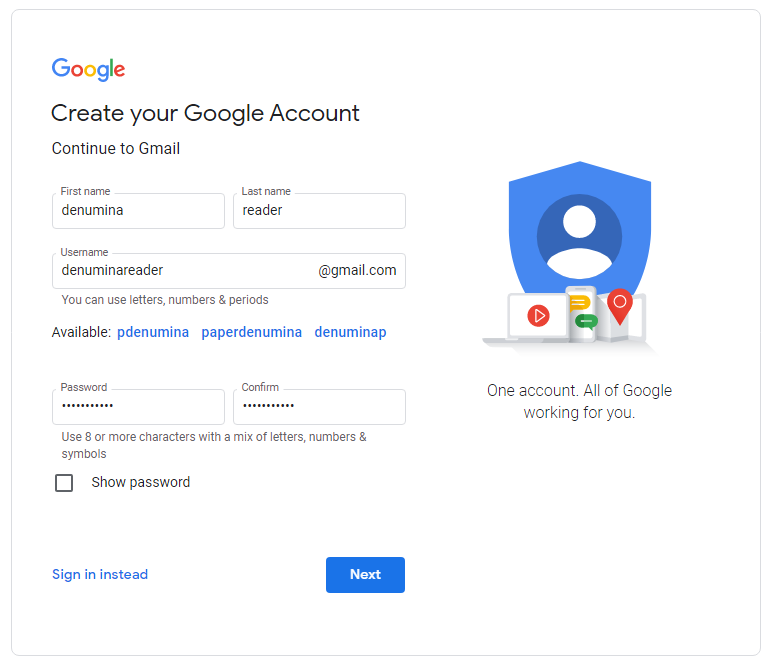 Google
Create your Google Account
Continue to Gmail
First name
Last name
denumina
reader
Username
denuminareader
@gmail.com
You can use letters, numbers & periods
Available: pdenumina paperdenumina denuminap
Password
Confirm
•••••••••••
•••••••••••
Use 8 or more characters with a mix of letters, numbers &
symbols
Show password
Sign in instead
Next
One account. All of Google
working for you.